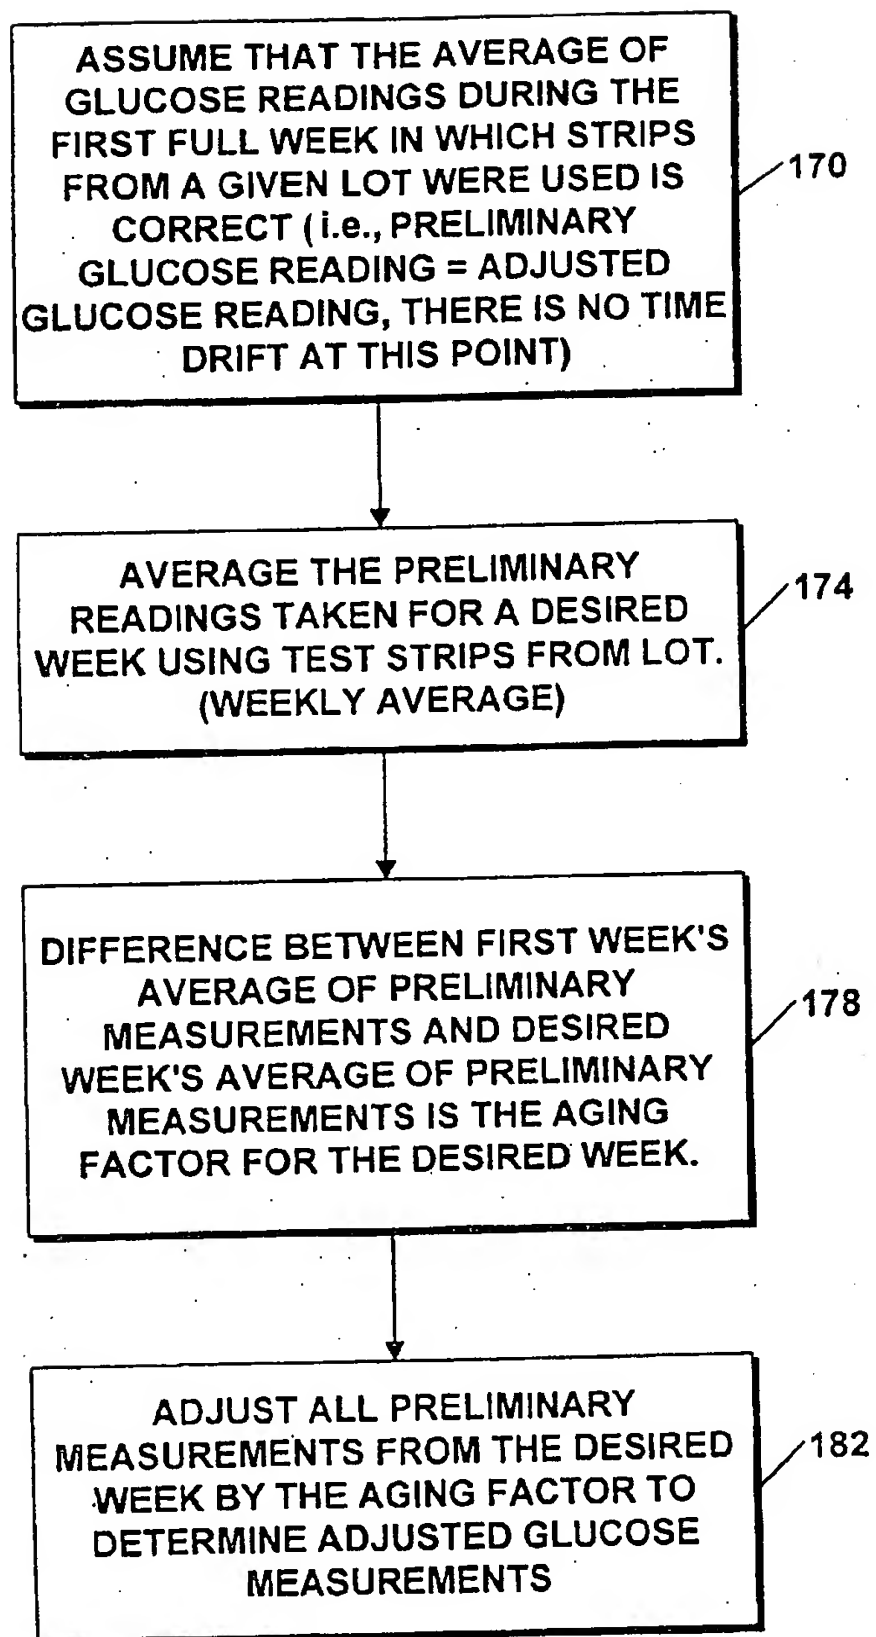 ASSUME THAT THE AVERAGE OF
GLUCOSE READINGS DURING THE
FIRST FULL WEEK IN WHICH STRIPS
FROM A GIVEN LOT WERE USED IS
CORRECT (i.e., PRELIMINARY
GLUCOSE READING = ADJUSTED
GLUCOSE READING, THERE IS NO TIME
DRIFT AT THIS POINT)
170
AVERAGE THE PRELIMINARY
READINGS TAKEN FOR A DESIRED
WEEK USING TEST STRIPS FROM LOT.
(WEEKLY AVERAGE)
174
DIFFERENCE BETWEEN FIRST WEEK'S
AVERAGE OF PRELIMINARY
MEASUREMENTS AND DESIRED
WEEK'S AVERAGE OF PRELIMINARY
MEASUREMENTS IS THE AGING
FACTOR FOR THE DESIRED WEEK.
178
ADJUST ALL PRELIMINARY
MEASUREMENTS FROM THE DESIRED
WEEK BY THE AGING FACTOR TO
DETERMINE ADJUSTED GLUCOSE
MEASUREMENTS
182